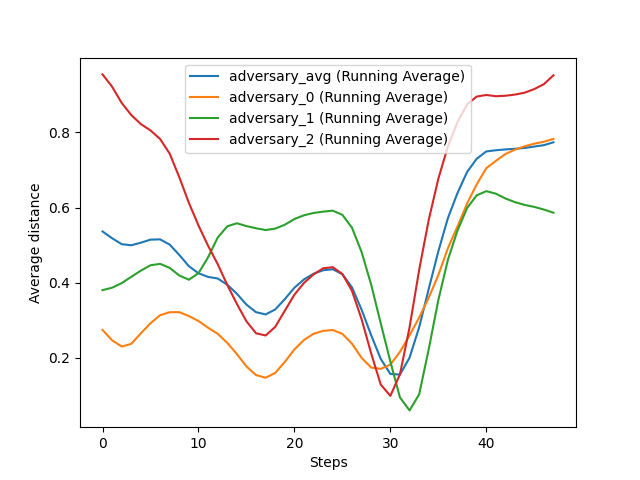 adversary_avg (Running Average)
adversary_0 (Running Average)
adversary_1 (Running Average)
adversary_2 (Running Average)
0.8
0.6
0.4
0.2
Average distance
0 10 20 30 40
Steps